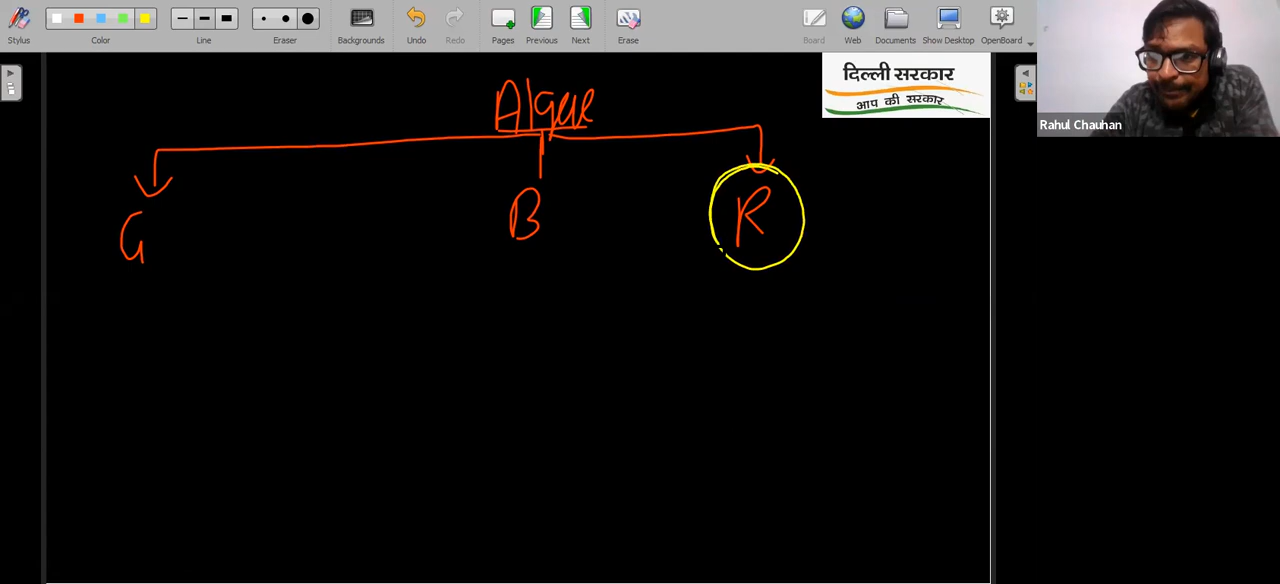 Stylus
Color
Line
Eraser
Backgrounds
Undo
Redo
Pages
Previous
Next
Erase
Board
Web
Documents
Show Desktop
OpenBoard
दिल्ली सरकार
आप की सरकार
Rahul Chauhan
Algae
G B R